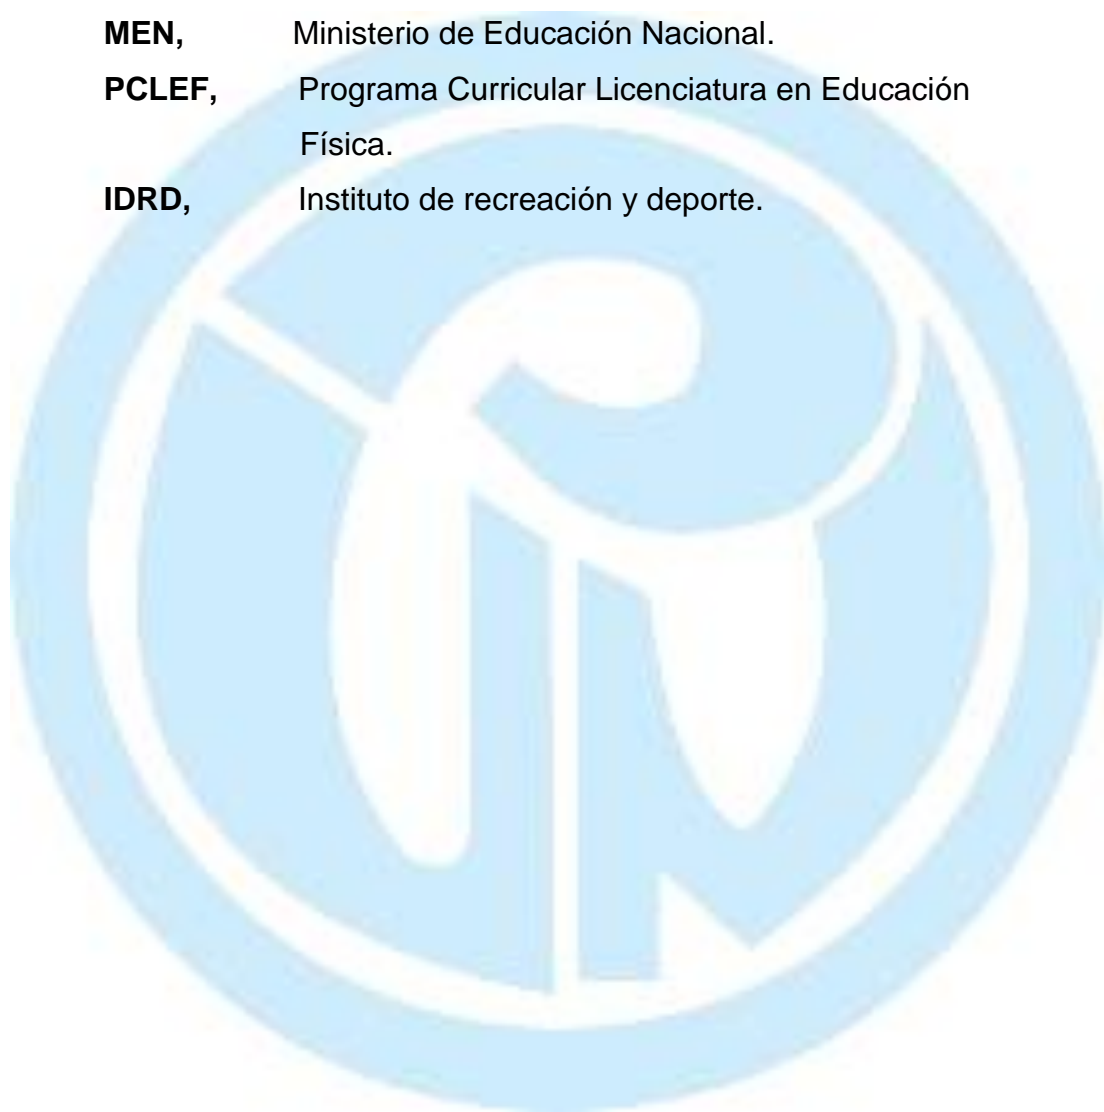 MEN, Ministerio de Educación Nacional.
PCLEF, Programa Curricular Licenciatura en Educación
Física.
IDRD, Instituto de recreación y deporte.